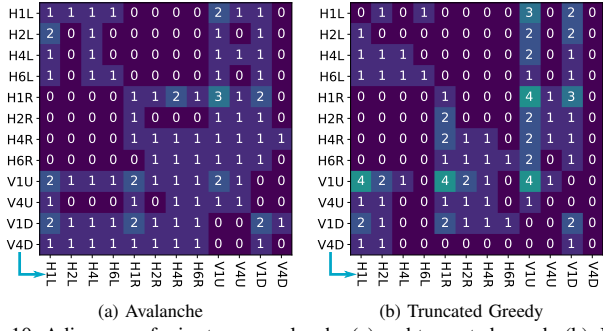 H1L 1 1 1 1 0 0 0 0 2 1 1 0
H2L 2 0 1 0 0 0 0 0 1 0 1 0
H4L 1 0 1 0 0 0 0 0 1 1 1 0
H6L 1 0 1 1 0 0 0 0 1 0 1 0
H1R 0 0 0 0 1 1 2 1 3 1 2 0
H2R 0 0 0 0 1 0 0 0 1 1 1 0
H4R 0 0 0 0 1 1 1 1 1 1 1 1
H6R 0 0 0 0 0 1 1 1 1 1 1 0
V1U 2 1 1 1 2 1 1 1 2 1 0 0
V4U 1 0 0 0 1 0 1 1 1 1 0 0
V1D 2 1 1 1 2 1 1 1 0 0 2 1
V4D 1 1 1 1 1 1 1 1 0 0 1 0
H1L H2L H4L H6L H1R H2R H4R H6R V1U V4U V1D V4D
(a) Avalanche
H1L 0 1 0 1 0 0 0 0 3 0 2 0
H2L 1 0 0 0 0 0 0 0 2 0 1 0
H4L 1 1 1 0 0 0 0 0 2 0 1 0
H6L 1 1 1 1 0 0 0 0 2 0 1 0
H1R 0 0 0 0 1 0 0 0 4 1 3 0
H2R 0 0 0 0 2 0 0 0 2 1 1 0
H4R 0 0 0 0 2 1 1 0 2 1 1 0
H6R 0 0 0 0 1 1 1 1 2 0 1 0
V1U 4 2 1 0 4 2 1 0 4 1 0 0
V4U 1 1 0 0 1 1 0 0 1 1 0 0
V1D 2 1 0 0 2 1 1 1 0 0 2 0
V4D 0 0 0 0 0 0 0 0 0 0 1 0
H1L H2L H4L H6L H1R H2R H4R H6R V1U V4U V1D V4D
(b) Truncated Greedy